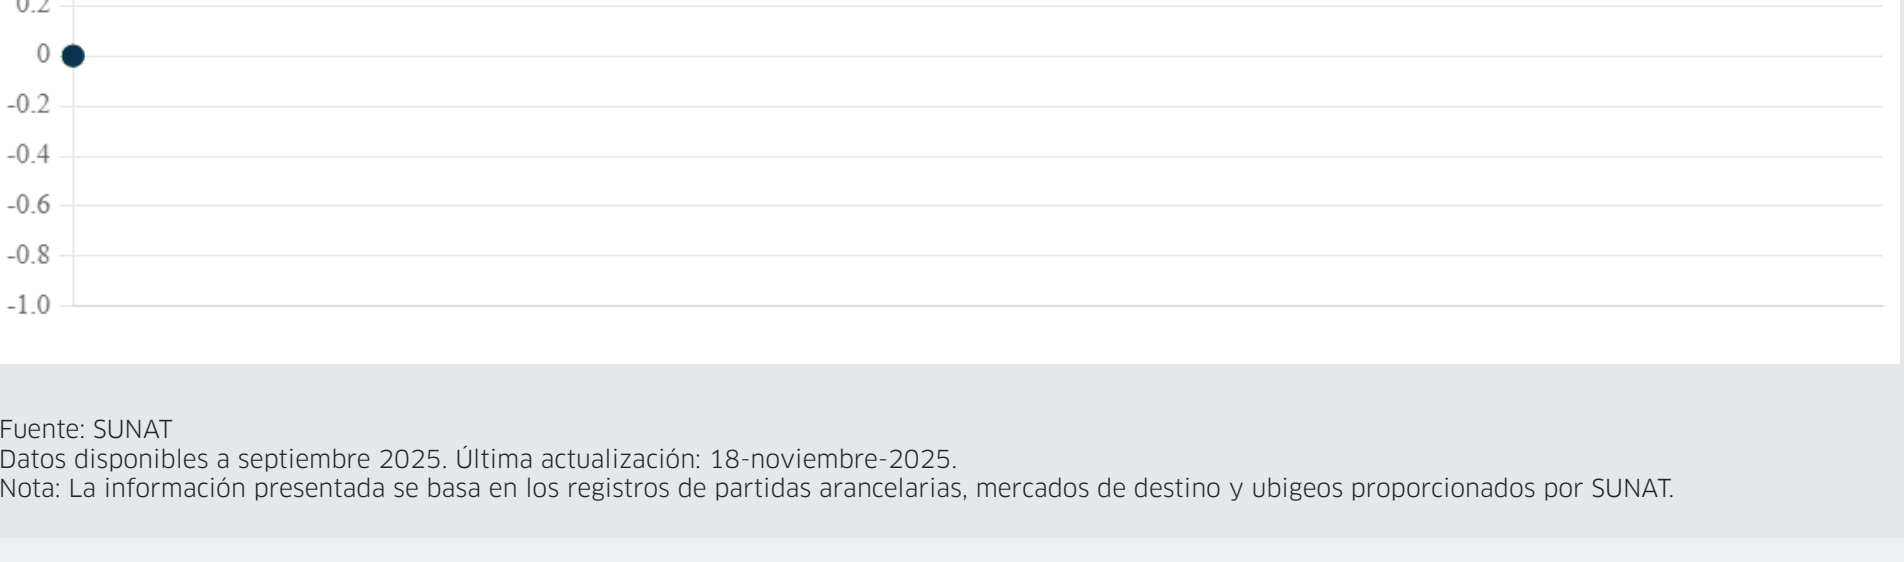 0.2
0
-0.2
-0.4
-0.6
-0.8
-1.0
Fuente: SUNAT
Datos disponibles a septiembre 2025. Última actualización: 18-noviembre-2025.
Nota: La información presentada se basa en los registros de partidas arancelarias, mercados de destino y ubigeos proporcionados por SUNAT.